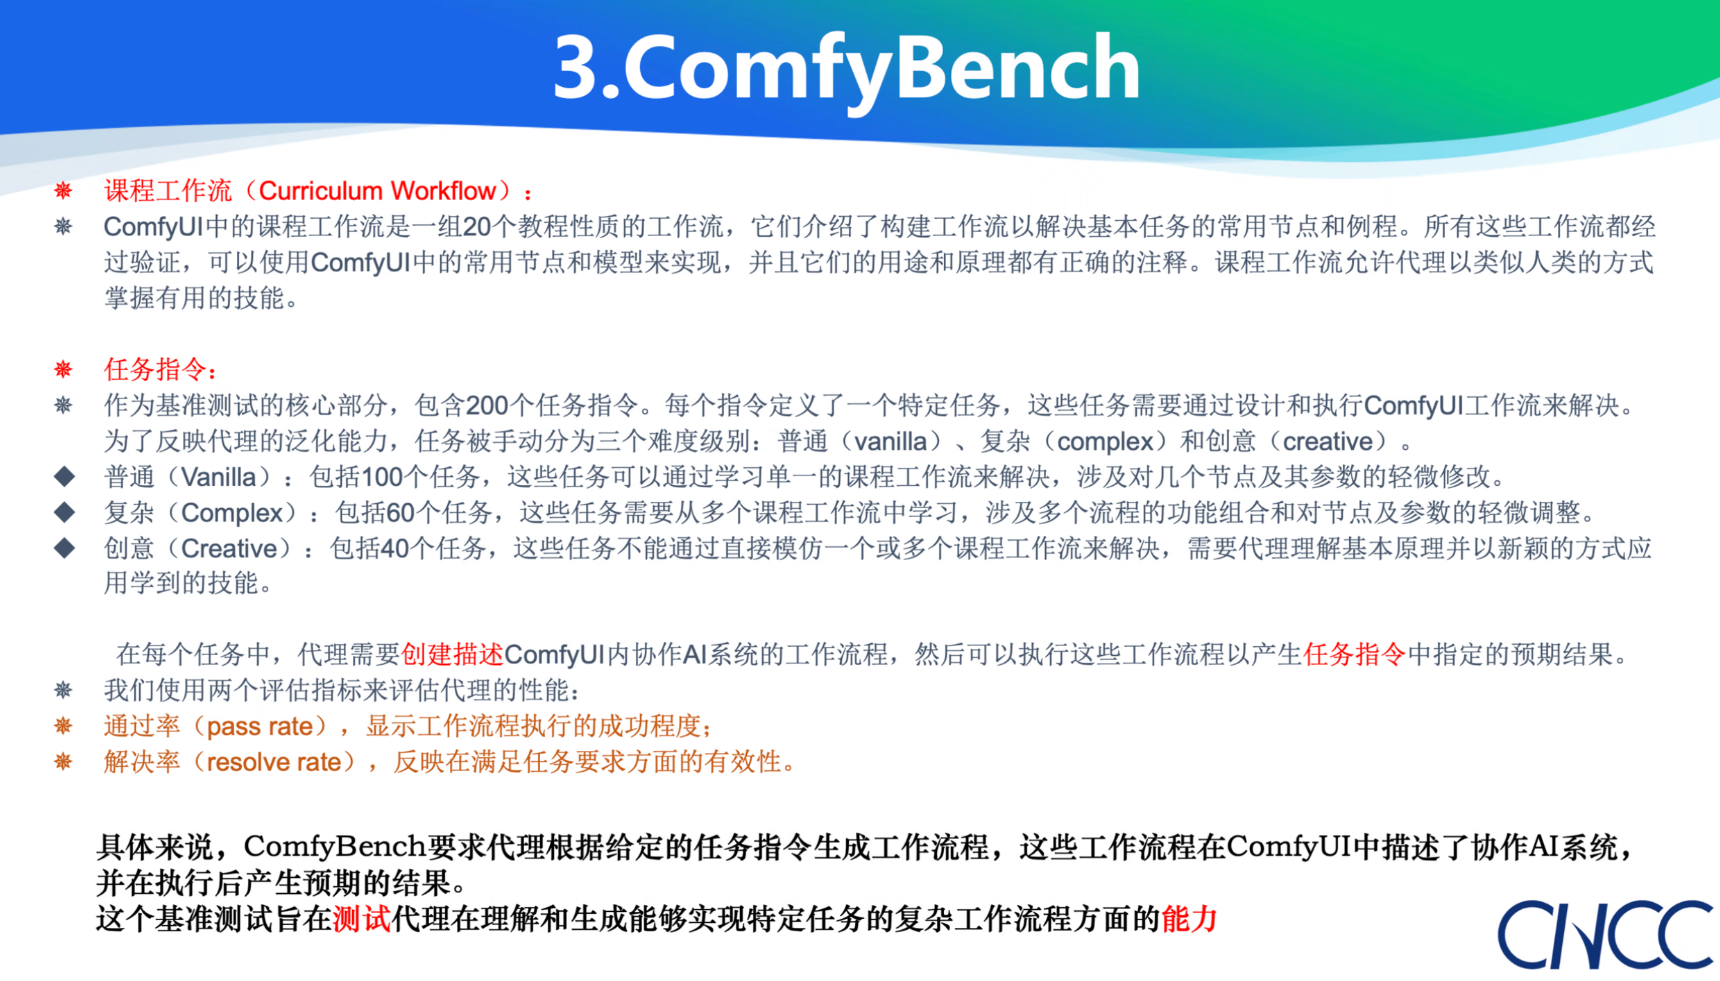 3.ComfyBench
课程工作流（Curriculum Workflow）：
ComfyUI中的课程工作流是一组20个教程性质的工作流，它们介绍了构建工作流以解决基本任务的常用节点和例程。所有这些工作流都经
过验证，可以使用ComfyUI中的常用节点和模型来实现，并且它们的用途和原理都有正确的注释。课程工作流允许代理以类似人类的方式
掌握有用的技能。
任务指令：
作为基准测试的核心部分，包含200个任务指令。每个指令定义了一个特定任务，这些任务需要通过设计和执行ComfyUI工作流来解决。
为了反映代理的泛化能力，任务被手动分为三个难度级别：普通（vanilla）、复杂（complex）和创意（creative）。
普通（Vanilla）：包括100个任务，这些任务可以通过学习单一的课程工作流来解决，涉及对几个节点及其参数的轻微修改。
复杂（Complex）：包括60个任务，这些任务需要从多个课程工作流中学习，涉及多个流程的功能组合和对节点及参数的轻微调整。
创意（Creative）：包括40个任务，这些任务不能通过直接模仿一个或多个课程工作流来解决，需要代理理解基本原理并以新颖的方式应
用学到的技能。
在每个任务中，代理需要创建描述ComfyUI内协作AI系统的工作流程，然后可以执行这些工作流程以产生任务指令中指定的预期结果。
我们使用两个评估指标来评估代理的性能：
通过率（pass rate），显示工作流程执行的成功程度；
解决率（resolve rate），反映在满足任务要求方面的有效性。
具体来说，ComfyBench要求代理根据给定的任务指令生成工作流程，这些工作流程在ComfyUI中描述了协作AI系统，
并在执行后产生预期的结果。
这个基准测试旨在测试代理在理解和生成能够实现特定任务的复杂工作流程方面的能力
CNCC